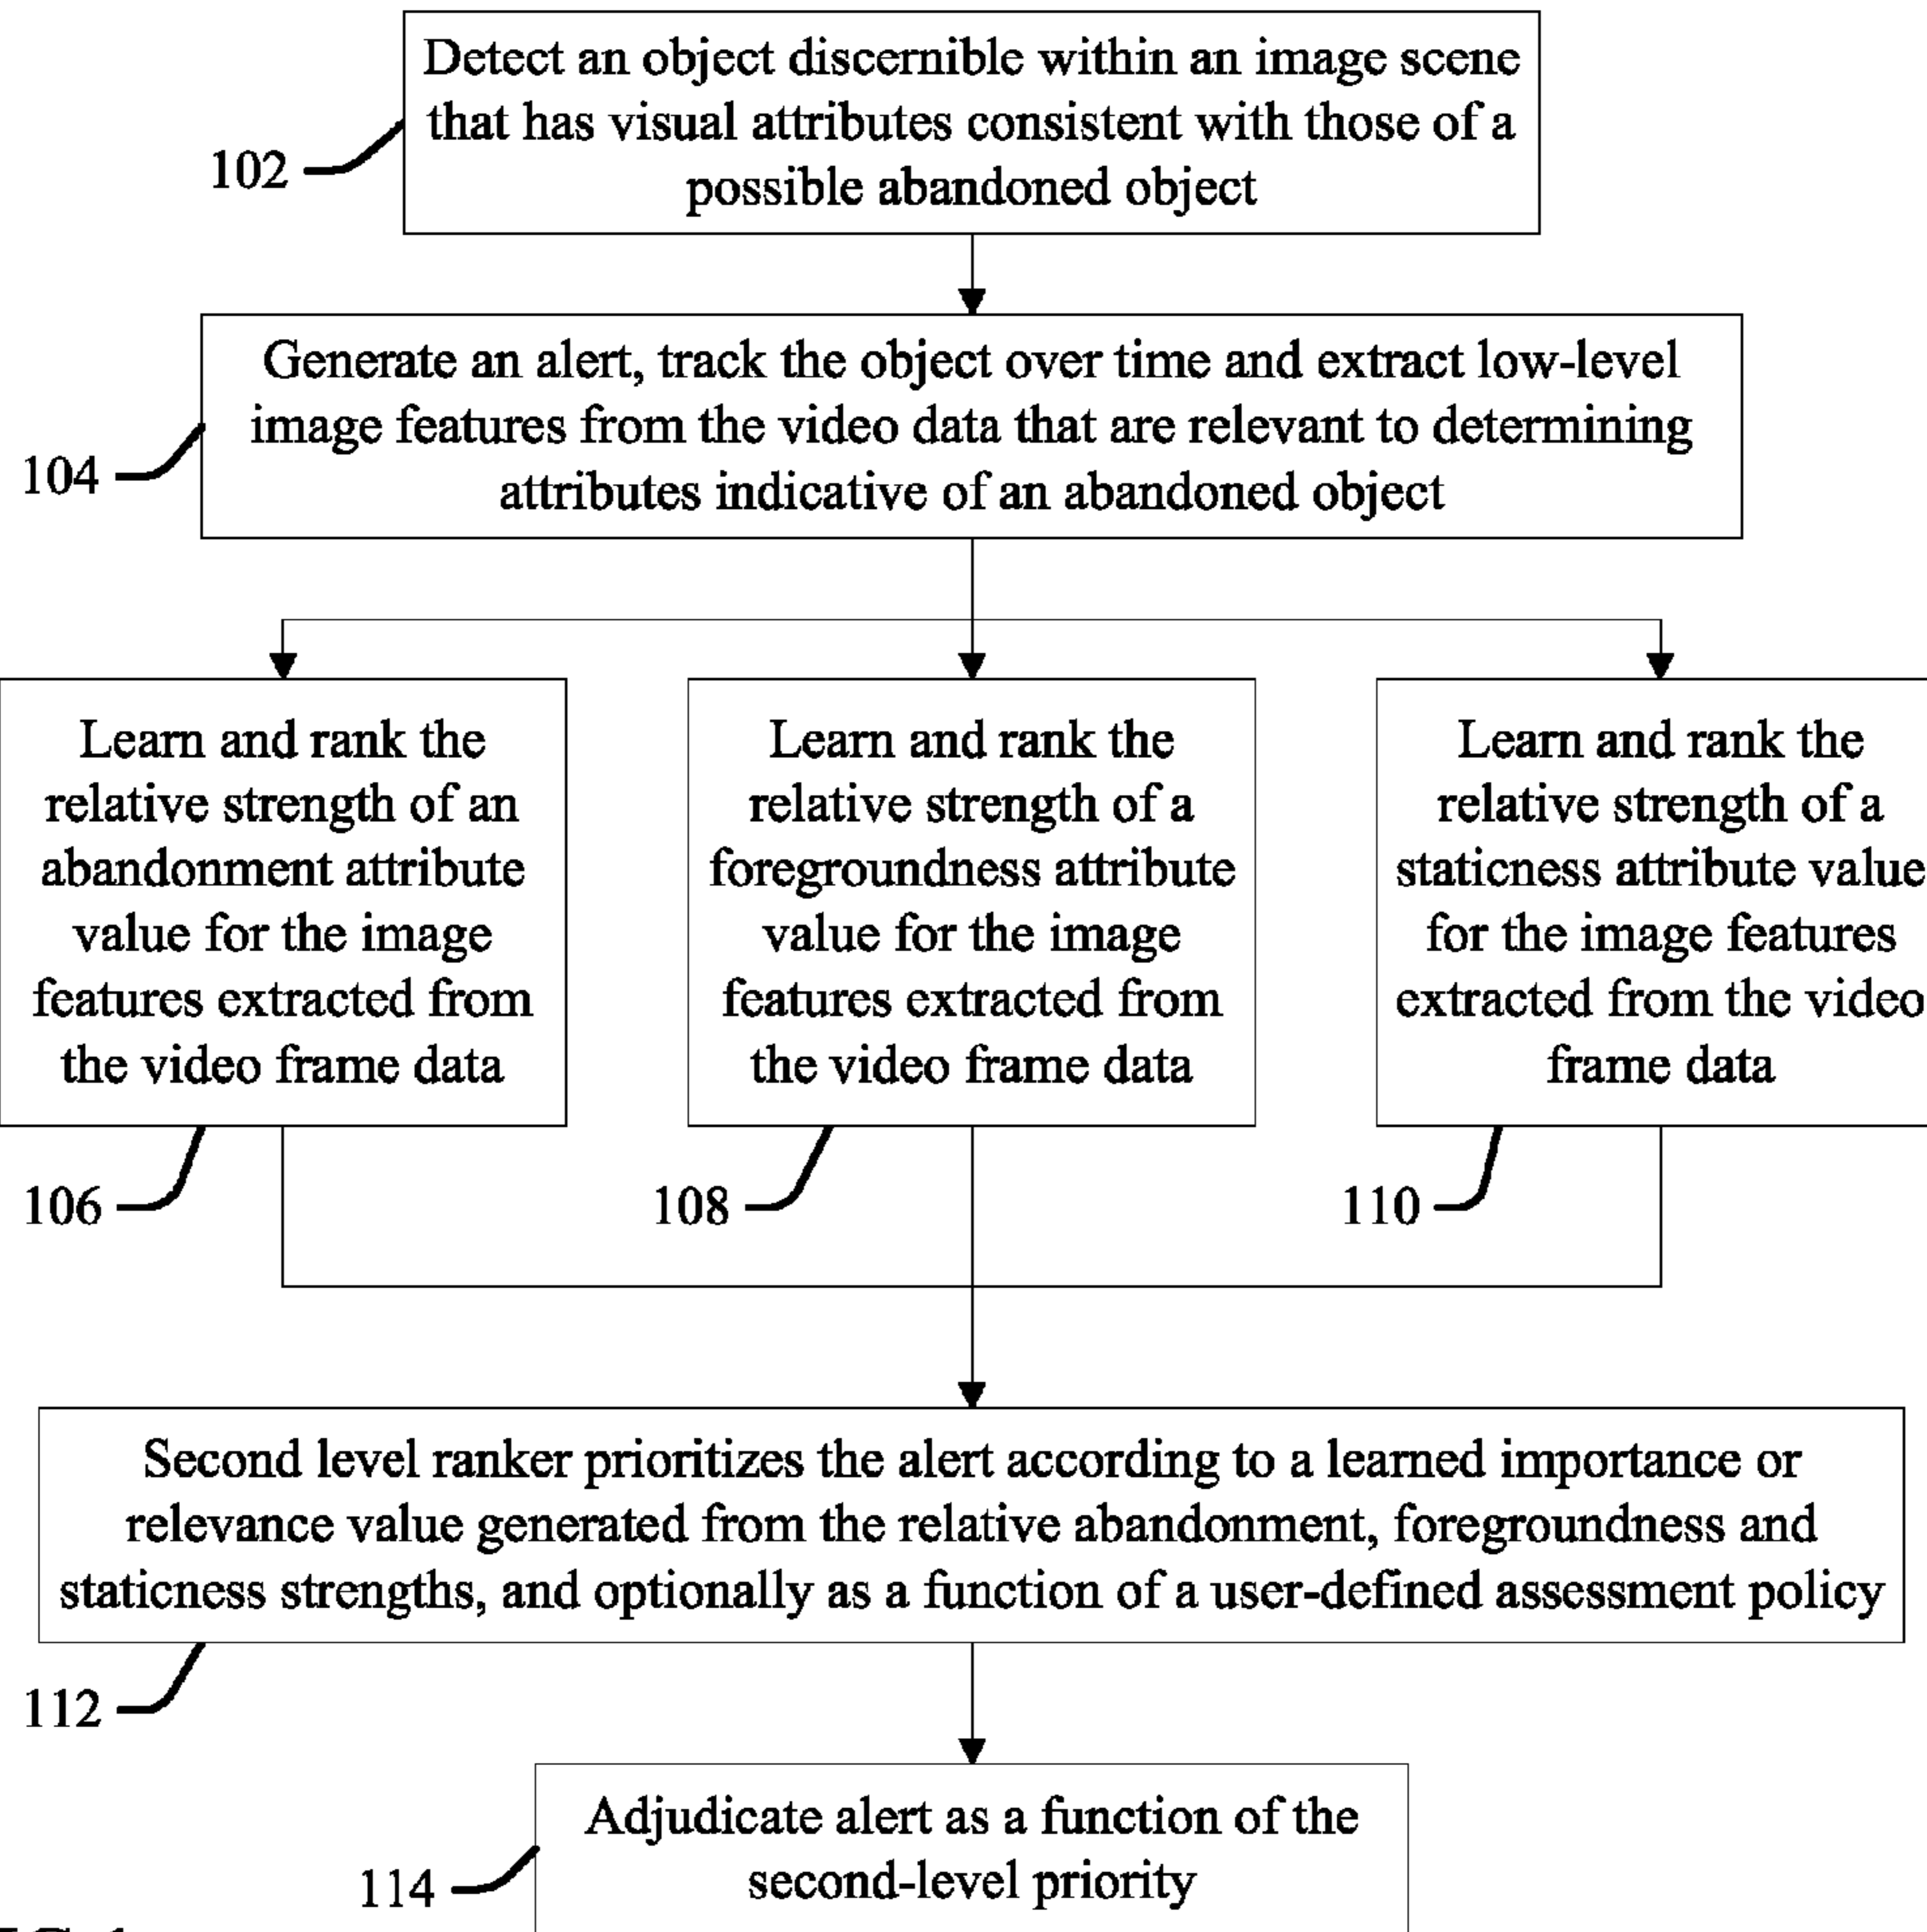 Detect an object discernible within an image scene
that has visual attributes consistent with those of a
possible abandoned object
102
Generate an alert, track the object over time and extract low-level
image features from the video data that are relevant to determining
attributes indicative of an abandoned object
104
Learn and rank the
relative strength of an
abandonment attribute
value for the image
features extracted from
the video frame data
106
Learn and rank the
relative strength of a
foregroundness attribute
value for the image
features extracted from
the video frame data
108
Learn and rank the
relative strength of a
staticness attribute value
for the image features
extracted from the video
frame data
110
Second level ranker prioritizes the alert according to a learned importance or
relevance value generated from the relative abandonment, foregroundness and
staticness strengths, and optionally as a function of a user-defined assessment policy
112
Adjudicate alert as a function of the
second-level priority
114